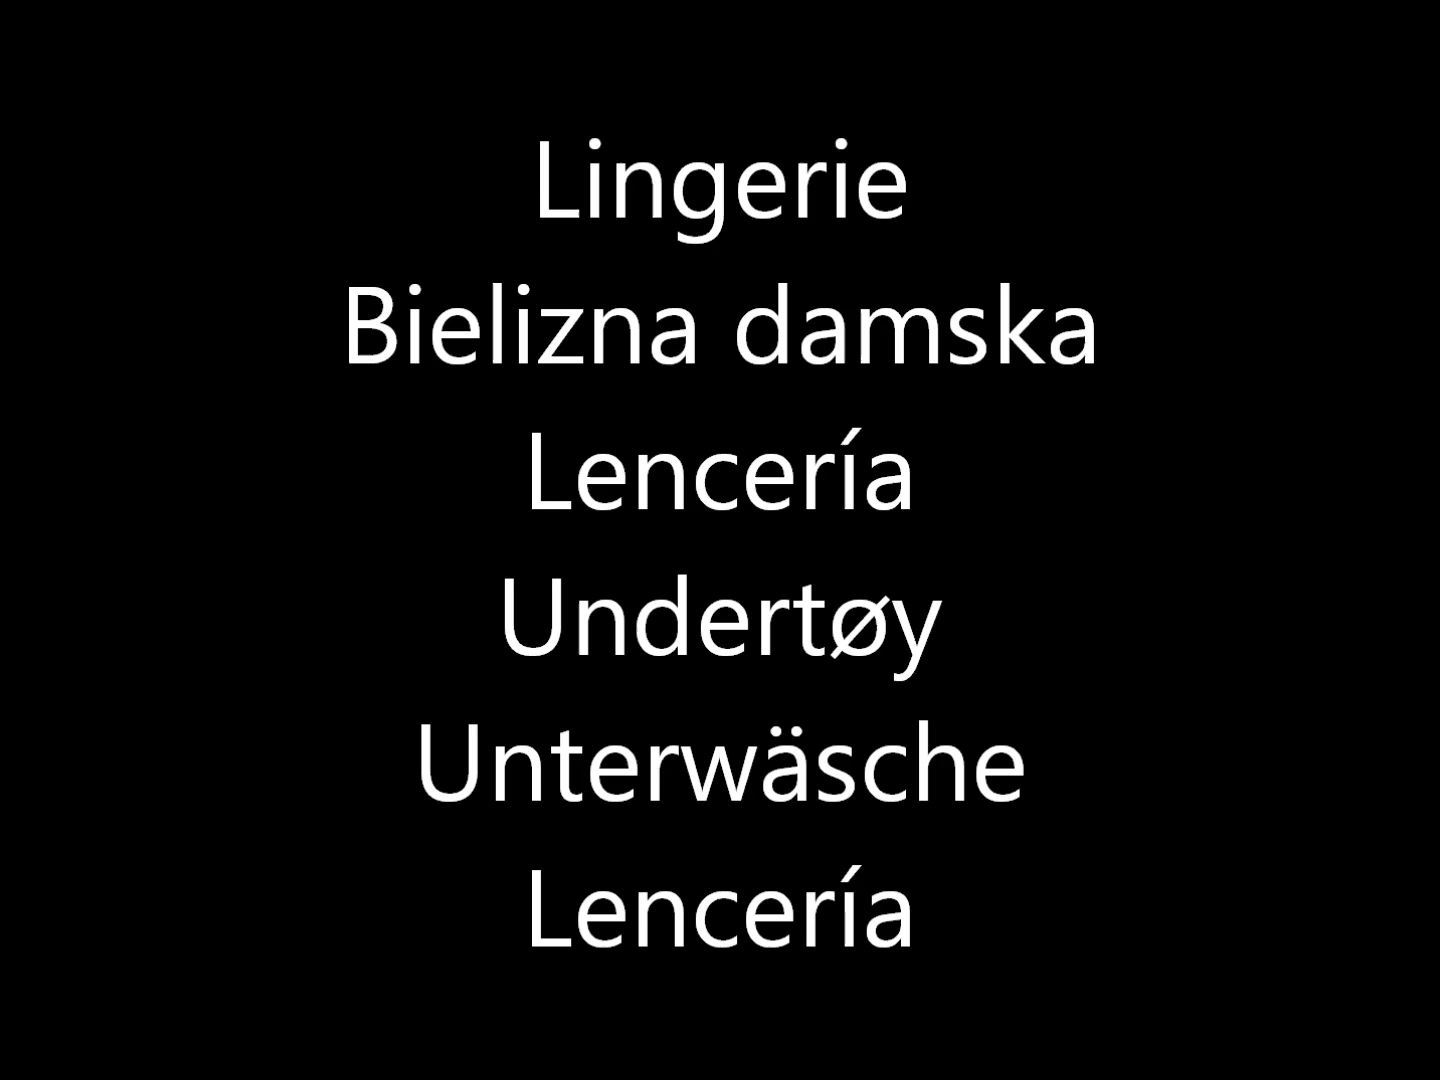 Lingerie
Bielizna damska
Lencería
Undertøy
Unterwäsche
Lencería